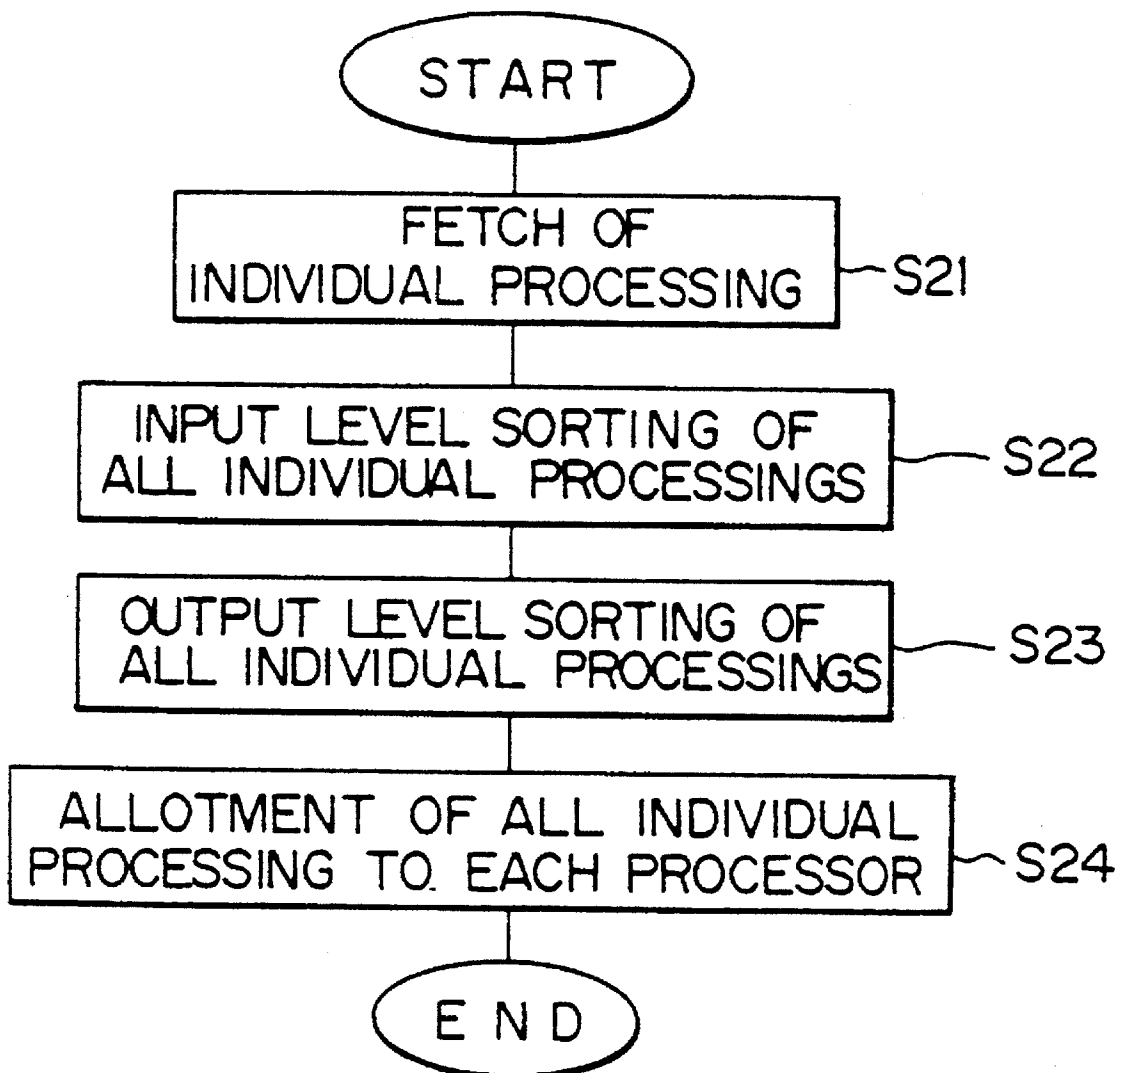 START
FETCH OF
INDIVIDUAL PROCESSING
S21
INPUT LEVEL SORTING OF
ALL INDIVIDUAL PROCESSINGS
S22
OUTPUT LEVEL SORTING OF
ALL INDIVIDUAL PROCESSINGS
S23
ALLOTMENT OF ALL INDIVIDUAL
PROCESSING TO EACH PROCESSOR
S24
END